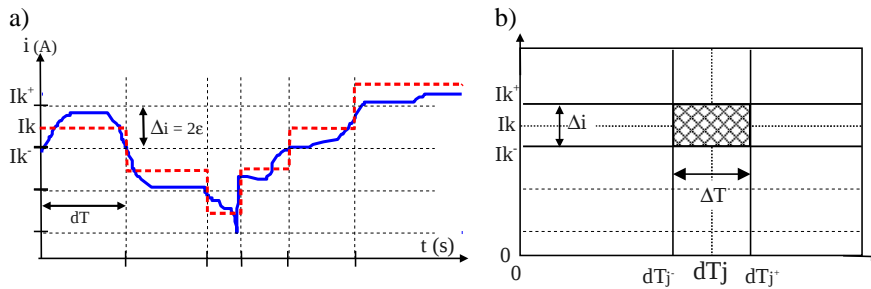 a)
i (A)
Ik+
Ik
Ik-
Δi = 2ε
dT
t (s)
b)
Ik+
Ik
Ik-
Δi
ΔT
0
0
dTj-
dTj
dTj+